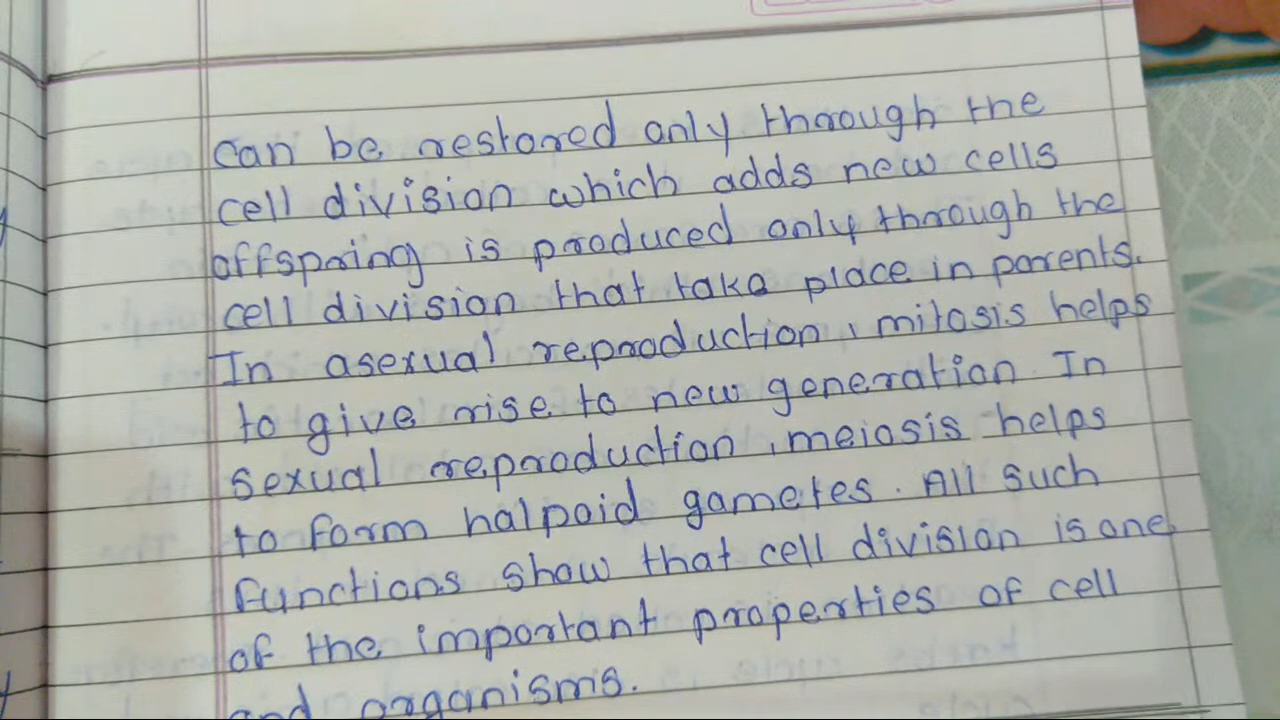 can be restored only through the
cell division which adds new cells
offspring is produced only through the
cell division that take place in parents.
In asexual reproduction, mitosis helps
to give rise to new generation. In
sexual reproduction, meiosis helps
to form halpoid gametes. All such
functions show that cell division is one
of the important properties of cell
and organisms.